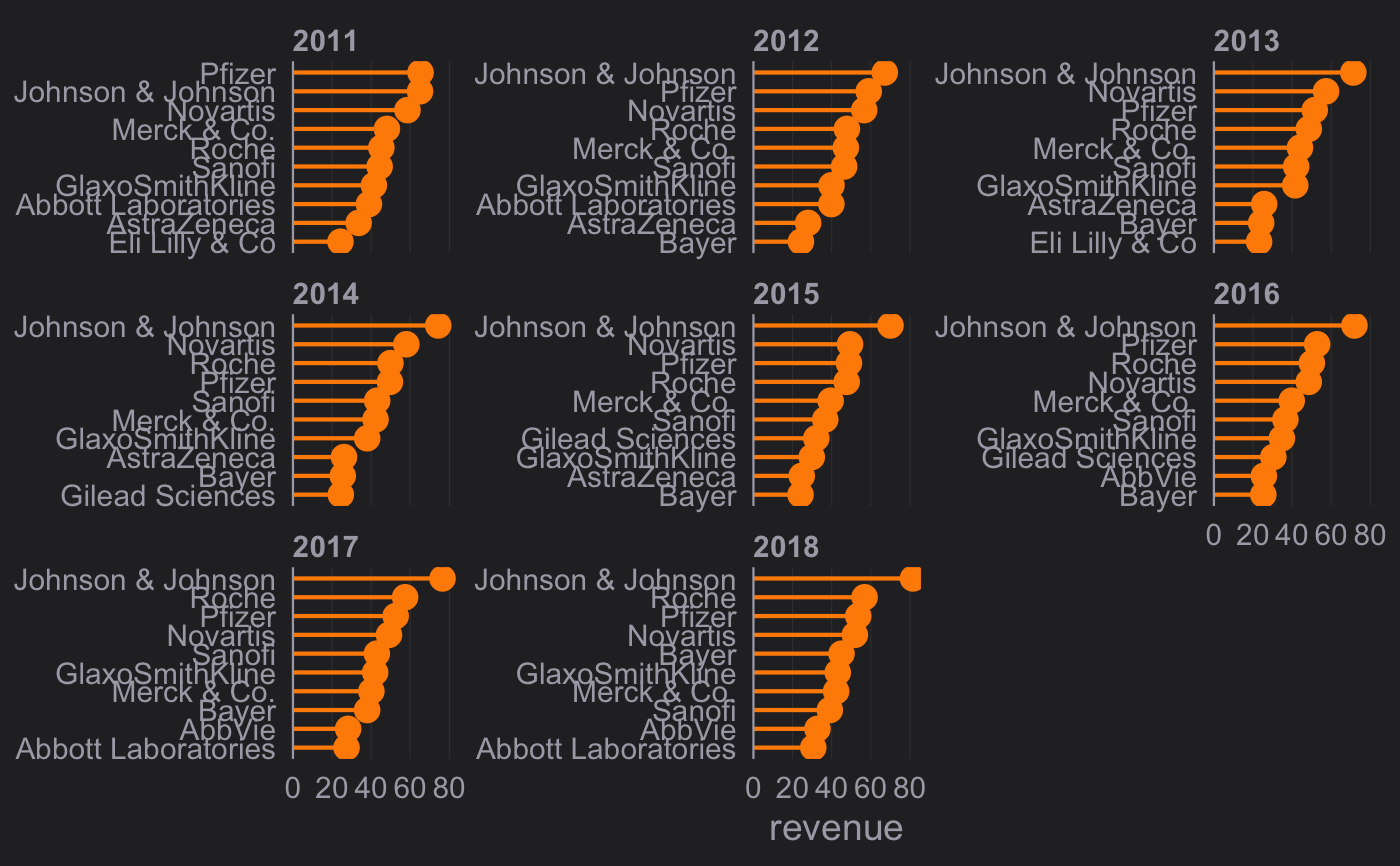 2011
Pfizer
Johnson & Johnson
Novartis
Merck & Co.
Roche
Sanofi
GlaxoSmithKline
Abbott Laboratories
AstraZeneca
Eli Lilly & Co
2012
Johnson & Johnson
Pfizer
Novartis
Roche
Merck & Co.
Sanofi
GlaxoSmithKline
Abbott Laboratories
AstraZeneca
Bayer
2013
Johnson & Johnson
Novartis
Pfizer
Roche
Merck & Co.
Sanofi
GlaxoSmithKline
AstraZeneca
Bayer
Eli Lilly & Co
2014
Johnson & Johnson
Novartis
Roche
Pfizer
Sanofi
Merck & Co.
GlaxoSmithKline
AstraZeneca
Bayer
Gilead Sciences
2015
Johnson & Johnson
Novartis
Pfizer
Roche
Merck & Co.
Sanofi
Gilead Sciences
GlaxoSmithKline
AstraZeneca
Bayer
2016
Johnson & Johnson
Pfizer
Roche
Novartis
Merck & Co.
Sanofi
GlaxoSmithKline
Gilead Sciences
AbbVie
Bayer
0 20 40 60 80
2017
Johnson & Johnson
Roche
Pfizer
Novartis
Sanofi
GlaxoSmithKline
Merck & Co.
Bayer
AbbVie
Abbott Laboratories
0 20 40 60 80
2018
Johnson & Johnson
Roche
Pfizer
Novartis
Bayer
GlaxoSmithKline
Merck & Co.
Sanofi
AbbVie
Abbott Laboratories
0 20 40 60 80
revenue